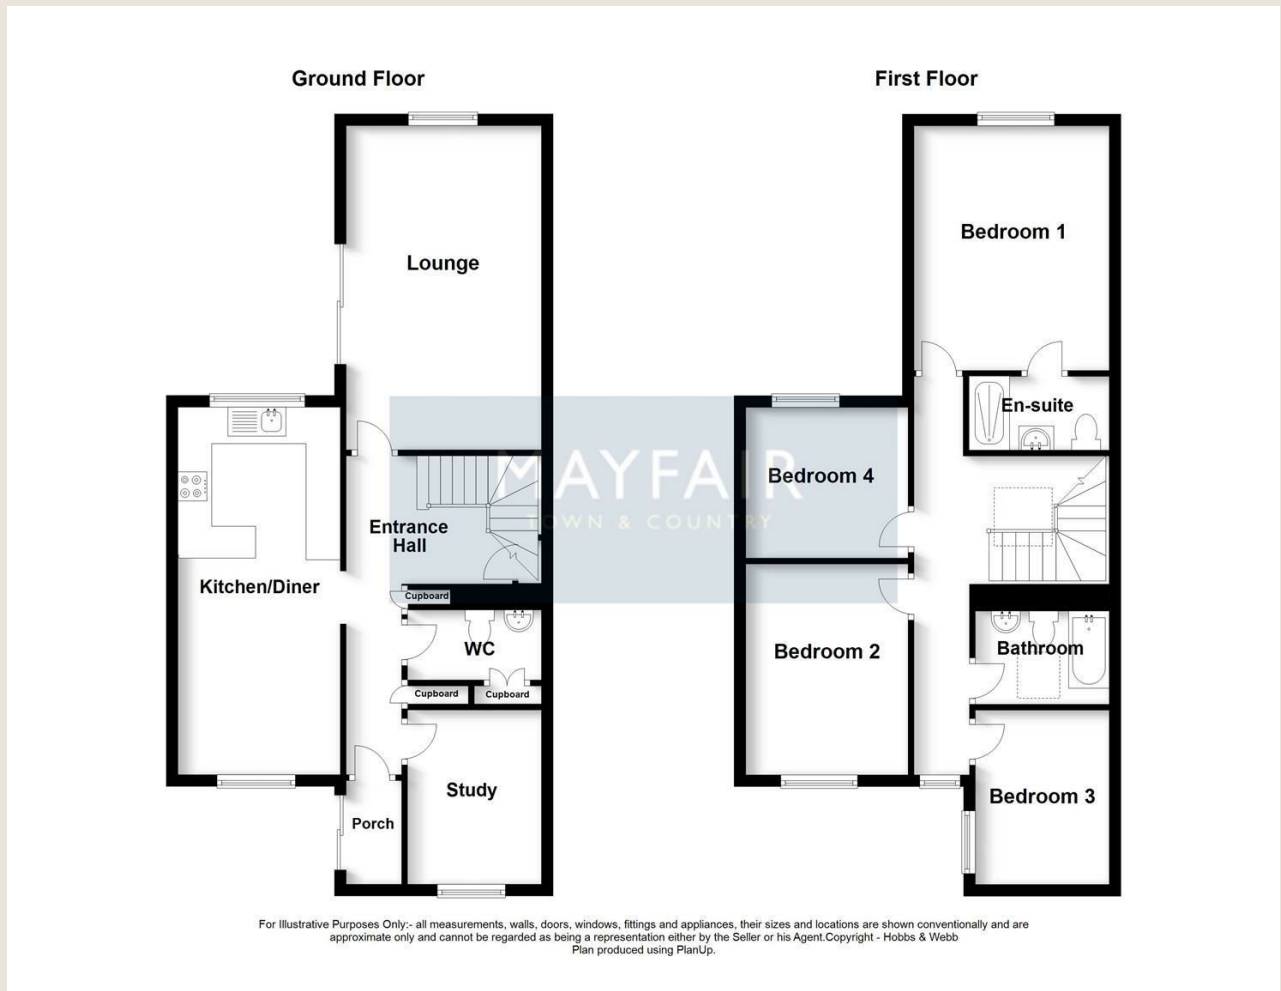 Ground Floor
Lounge
Entrance
Hall
Kitchen/Diner
Cupboard
WC
Cupboard
Cupboard
Study
Porch
First Floor
Bedroom 1
En-suite
Bedroom 4
Bedroom 2
Bathroom
Bedroom 3
MAYFAIR
TOWN & COUNTRY
For Illustrative Purposes Only:- all measurements, walls, doors, windows, fittings and appliances, their sizes and locations are shown conventionally and are
approximate only and cannot be regarded as being a representation either by the Seller or his Agent.Copyright - Hobbs & Webb
Plan produced using PlanUp.